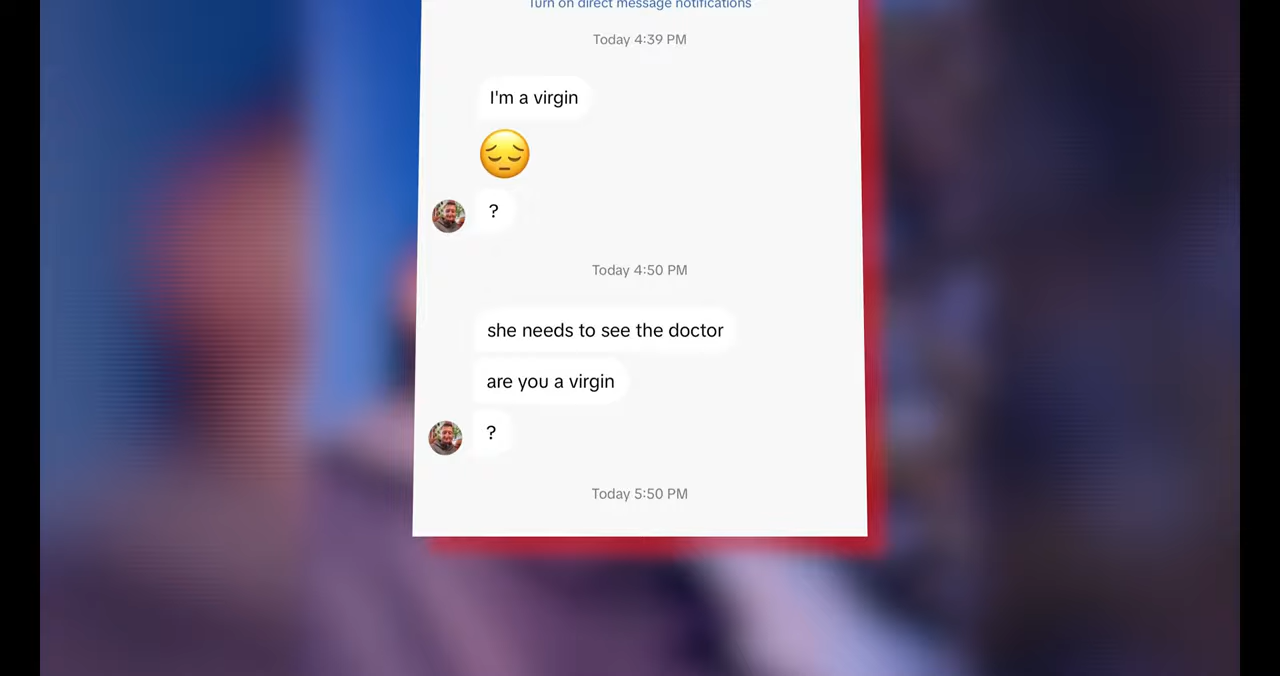 Turn on direct message notifications
Today 4:39 PM
I'm a virgin
?
Today 4:50 PM
she needs to see the doctor
are you a virgin
?
Today 5:50 PM